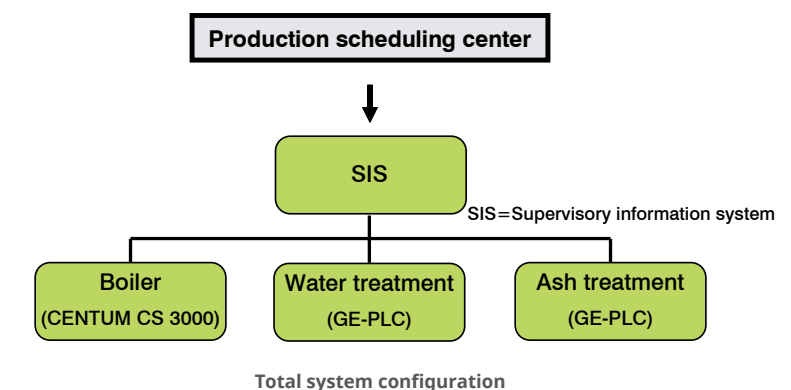 Production scheduling center
SIS
SIS=Supervisory information system
Boiler
(CENTUM CS 3000)
Water treatment
(GE-PLC)
Ash treatment
(GE-PLC)
Total system configuration